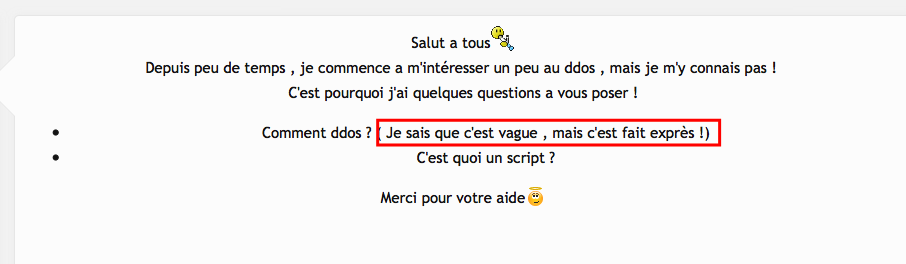 Salut a tous
Depuis peu de temps , je commence a m'intéresser un peu au ddos , mais je m'y connais pas !
C'est pourquoi j'ai quelques questions a vous poser !
Comment ddos ? ( Je sais que c'est vague , mais c'est fait exprès !)
C'est quoi un script ?
Merci pour votre aide